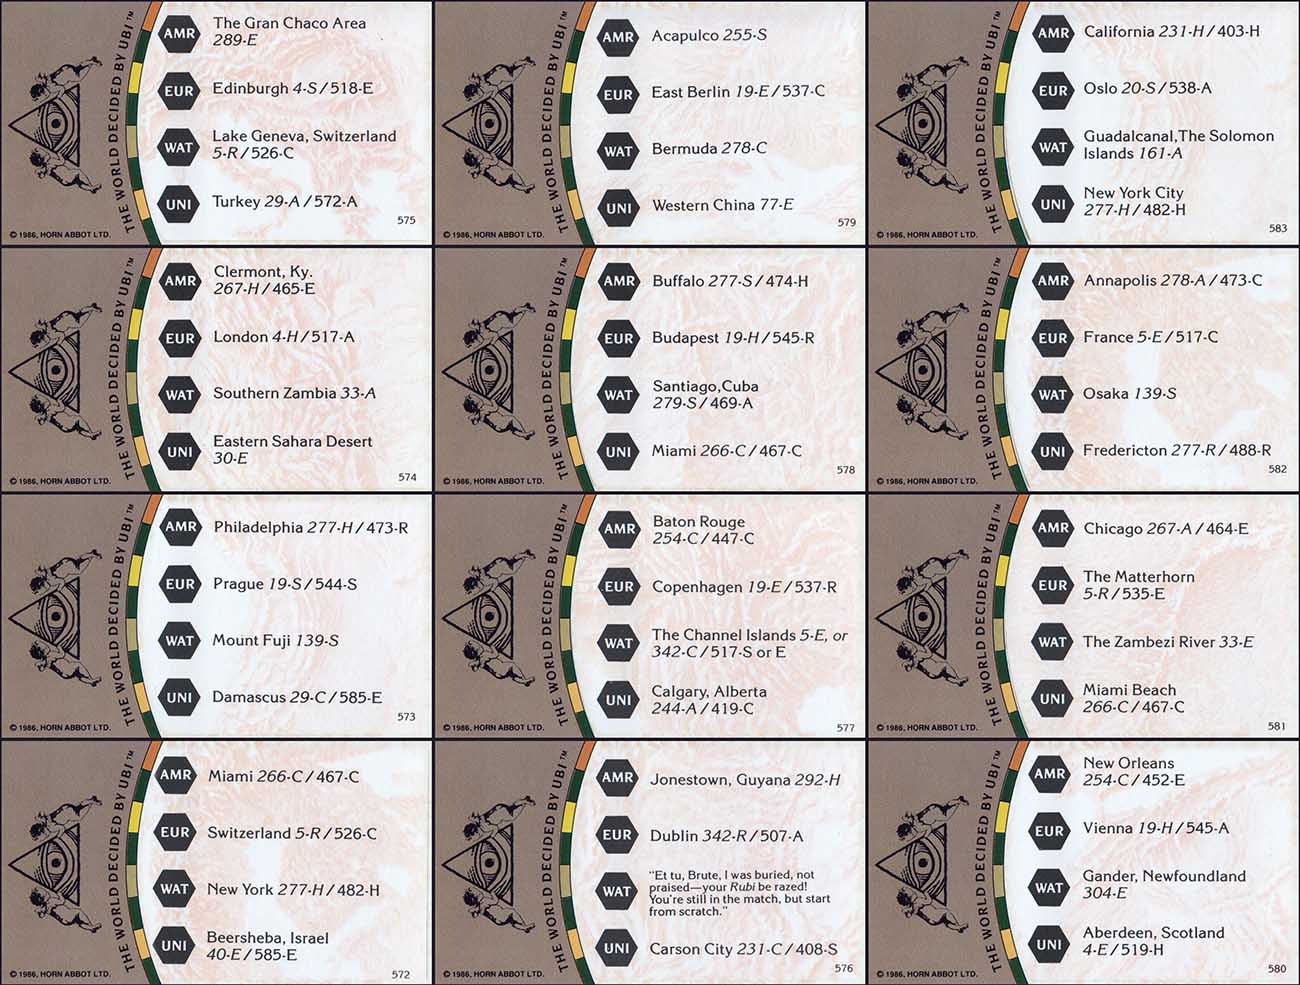 THE WORLD DECIDED BY UBI™
AMR
The Gran Chaco Area
289-E
EUR
Edinburgh 4-S/518-E
WAT
Lake Geneva, Switzerland
5-R/526-C
UNI
Turkey 29-A/572-A
575
© 1986, HORN ABBOT LTD.
THE WORLD DECIDED BY UBI™
AMR
Acapulco 255-S
EUR
East Berlin 19-E/537-C
WAT
Bermuda 278-C
UNI
Western China 77-E
579
© 1986, HORN ABBOT LTD.
THE WORLD DECIDED BY UBI™
AMR
California 231-H/403-H
EUR
Oslo 20-S/538-A
WAT
Guadalcanal, The Solomon
Islands 161-A
UNI
New York City
277-H/482-H
583
© 1986, HORN ABBOT LTD.
THE WORLD DECIDED BY UBI™
AMR
Clermont, Ky.
267-H/465-E
EUR
London 4-H/517-A
WAT
Southern Zambia 33-A
UNI
Eastern Sahara Desert
30-E
574
© 1986, HORN ABBOT LTD.
THE WORLD DECIDED BY UBI™
AMR
Buffalo 277-S/474-H
EUR
Budapest 19-H/545-R
WAT
Santiago, Cuba
279-S/469-A
UNI
Miami 266-C/467-C
578
© 1986, HORN ABBOT LTD.
THE WORLD DECIDED BY UBI™
AMR
Annapolis 278-A/473-C
EUR
France 5-E/517-C
WAT
Osaka 139-S
UNI
Fredericton 277-R/488-R
582
© 1986, HORN ABBOT LTD.
THE WORLD DECIDED BY UBI™
AMR
Philadelphia 277-H/473-R
EUR
Prague 19-S/544-S
WAT
Mount Fuji 139-S
UNI
Damascus 29-C/585-E
573
© 1986, HORN ABBOT LTD.
THE WORLD DECIDED BY UBI™
AMR
Baton Rouge
254-C/447-C
EUR
Copenhagen 19-E/537-R
WAT
The Channel Islands 5-E, or
342-C/517-S or E
UNI
Calgary, Alberta
244-A/419-C
577
© 1986, HORN ABBOT LTD.
THE WORLD DECIDED BY UBI™
AMR
Chicago 267-A/464-E
EUR
The Matterhorn
5-R/535-E
WAT
The Zambezi River 33-E
UNI
Miami Beach
266-C/467-C
581
© 1986, HORN ABBOT LTD.
THE WORLD DECIDED BY UBI™
AMR
Miami 266-C/467-C
EUR
Switzerland 5-R/526-C
WAT
New York 277-H/482-H
UNI
Beersheba, Israel
40-E/585-E
572
© 1986, HORN ABBOT LTD.
THE WORLD DECIDED BY UBI™
AMR
Jonestown, Guyana 292-H
EUR
Dublin 342-R/507-A
WAT
"Et tu, Brute, I was buried, not
praised—your Rubi be razed!
You're still in the match, but start
from scratch."
UNI
Carson City 231-C/408-S
576
© 1986, HORN ABBOT LTD.
THE WORLD DECIDED BY UBI™
AMR
New Orleans
254-C/452-E
EUR
Vienna 19-H/545-A
WAT
Gander, Newfoundland
304-E
UNI
Aberdeen, Scotland
4-E/519-H
580
© 1986, HORN ABBOT LTD.